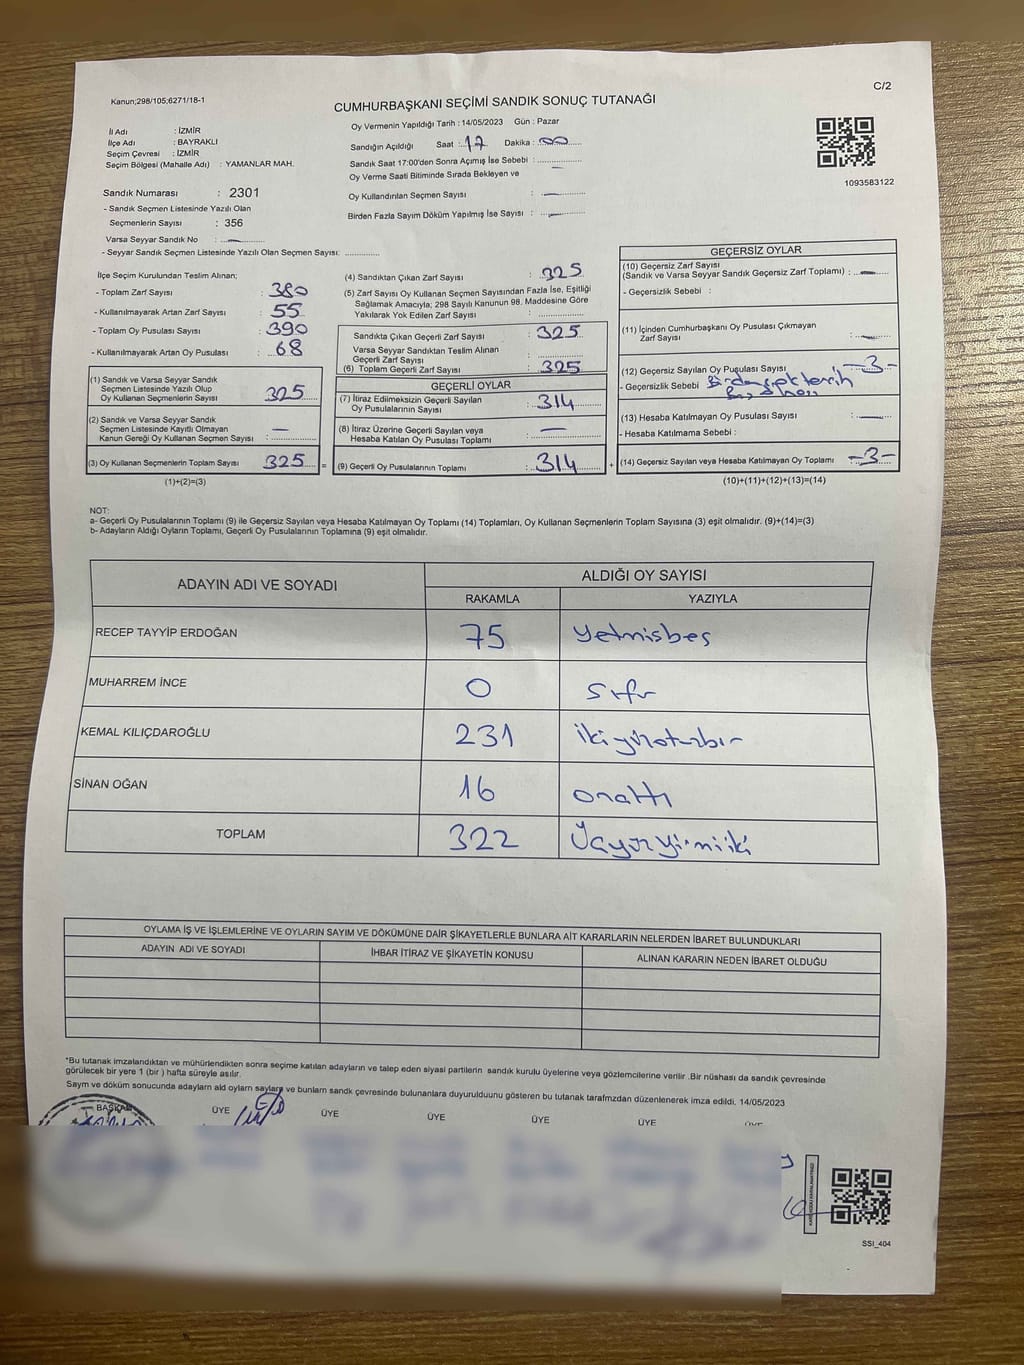 Kanun;298/105;6271/18-1
C/2
CUMHURBAŞKANI SEÇİMİ SANDIK SONUÇ TUTANAĞI
Oy Vermenin Yapıldığı Tarih : 14/05/2023 Gün : Pazar
İl Adı : İZMİR
İlçe Adı : BAYRAKLI
Seçim Çevresi : İZMİR
Seçim Bölgesi (Mahalle Adı) : YAMANLAR MAH.
Sandığın Açıldığı Saat : 17 Dakika : 00
Sandık Saat 17:00'den Sonra Açımış İse Sebebi :
Oy Verme Saati Bitiminde Sırada Bekleyen ve
Oy Kullandırılan Seçmen Sayısı : —
Birden Fazla Sayım Döküm Yapılmış İse Sayısı : —
1093583122
Sandık Numarası : 2301
- Sandık Seçmen Listesinde Yazılı Olan
Seçmenlerin Sayısı : 356
Varsa Seyyar Sandık No : —
- Seyyar Sandık Seçmen Listesinde Yazılı Olan Seçmen Sayısı:
İlçe Seçim Kurulundan Teslim Alınan;
- Toplam Zarf Sayısı : 380
- Kullanılmayarak Artan Zarf Sayısı : 55
- Toplam Oy Pusulası Sayısı : 390
- Kullanılmayarak Artan Oy Pusulası : 68
(1) Sandık ve Varsa Seyyar Sandık
Seçmen Listesinde Yazılı Olup
Oy Kullanan Seçmenlerin Sayısı : 325
(2) Sandık ve Varsa Seyyar Sandık
Seçmen Listesinde Kayıtlı Olmayan
Kanun Gereği Oy Kullanan Seçmen Sayısı : —
(3) Oy Kullanan Seçmenlerin Toplam Sayısı : 325
(1)+(2)=(3)
(4) Sandıktan Çıkan Zarf Sayısı : 325
(5) Zarf Sayısı Oy Kullanan Seçmen Sayısından Fazla İse, Eşitliği
Sağlamak Amacıyla; 298 Sayılı Kanunun 98. Maddesine Göre
Yakılarak Yok Edilen Zarf Sayısı :
Sandıkta Çıkan Geçerli Zarf Sayısı : 325
Varsa Seyyar Sandıktan Teslim Alınan
Geçerli Zarf Sayısı :
(6) Toplam Geçerli Zarf Sayısı : 325
GEÇERLİ OYLAR
(7) İtiraz Edilmeksizin Geçerli Sayılan
Oy Pusulalarının Sayısı : 314
(8) İtiraz Üzerine Geçerli Sayılan veya
Hesaba Katılan Oy Pusulası Toplamı : —
= (9) Geçerli Oy Pusulalarının Toplamı : 314 +
GEÇERSİZ OYLAR
(10) Geçersiz Zarf Sayısı
(Sandık ve Varsa Seyyar Sandık Geçersiz Zarf Toplamı) : —
- Geçersizlik Sebebi :
(11) İçinden Cumhurbaşkanı Oy Pusulası Çıkmayan
Zarf Sayısı : —
(12) Geçersiz Sayılan Oy Pusulası Sayısı : -3-
- Geçersizlik Sebebi : Birden çok tercih
(13) Hesaba Katılmayan Oy Pusulası Sayısı : —
- Hesaba Katılmama Sebebi :
(14) Geçersiz Sayılan veya Hesaba Katılmayan Oy Toplamı : -3-
(10)+(11)+(12)+(13)=(14)
NOT:
a- Geçerli Oy Pusulalarının Toplamı (9) ile Geçersiz Sayılan veya Hesaba Katılmayan Oy Toplamı (14) Toplamları, Oy Kullanan Seçmenlerin Toplam Sayısına (3) eşit olmalıdır. (9)+(14)=(3)
b- Adayların Aldığı Oyların Toplamı, Geçerli Oy Pusulalarının Toplamına (9) eşit olmalıdır.
ADAYIN ADI VE SOYADI ALDIĞI OY SAYISI
RAKAMLA YAZIYLA
RECEP TAYYİP ERDOĞAN 75 yetmişbeş
MUHARREM İNCE 0 sıfır
KEMAL KILIÇDAROĞLU 231 ikiyüzotuzbir
SİNAN OĞAN 16 onaltı
TOPLAM 322 Üçyüzyirmiiki
OYLAMA İŞ VE İŞLEMLERİNE VE OYLARIN SAYIM VE DÖKÜMÜNE DAİR ŞİKAYETLERLE BUNLARA AİT KARARLARIN NELERDEN İBARET BULUNDUKLARI
ADAYIN ADI VE SOYADI İHBAR İTİRAZ VE ŞİKAYETİN KONUSU ALINAN KARARIN NEDEN İBARET OLDUĞU
*Bu tutanak imzalandıktan ve mühürlendikten sonra seçime katılan adayların ve talep eden siyasi partilerin sandık kurulu üyelerine veya gözlemcilerine verilir .Bir nüshası da sandık çevresinde
görülecek bir yere 1 (bir ) hafta süreyle asılır.
Sayım ve döküm sonucunda adayların ald oyların sayları ve bunlarn sandk çevresinde bulunanlara duyurulduunu gösteren bu tutanak tarafmzdan düzenlenerek imza edildi. 14/05/2023
BAŞKAN ÜYE ÜYE ÜYE ÜYE ÜYE ÜYE
SSI_404